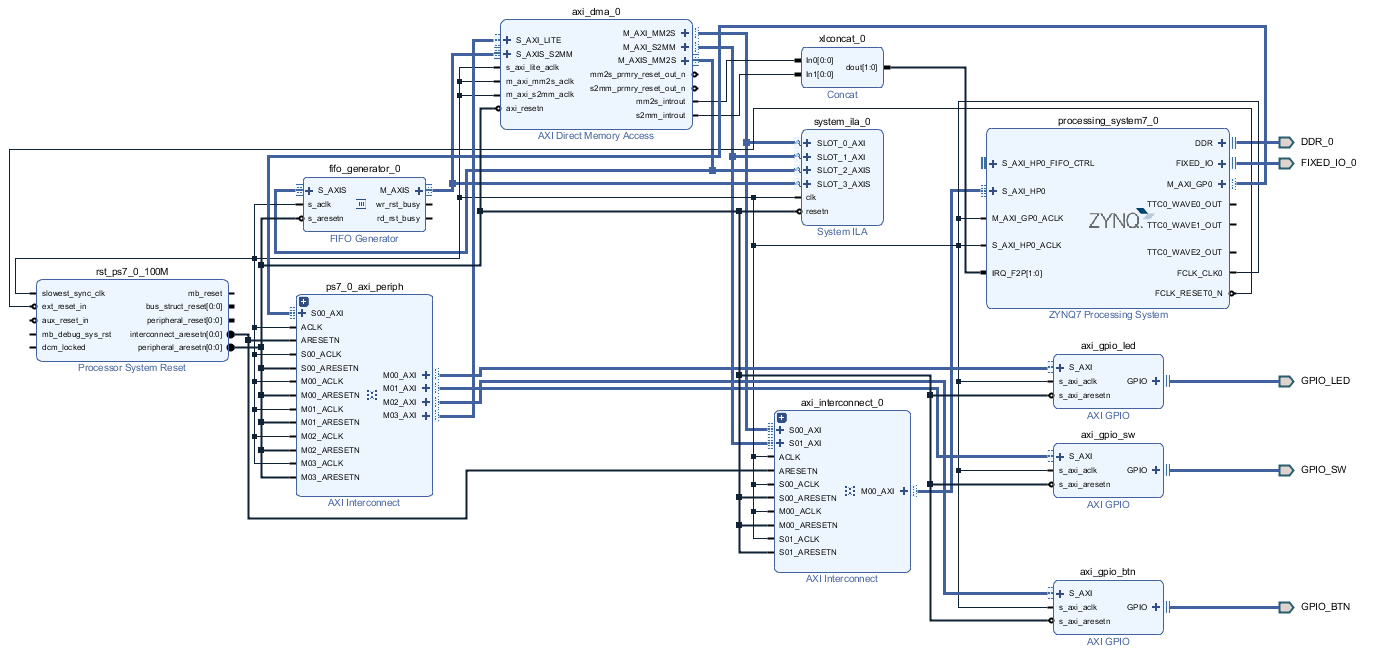 axi_dma_0
S_AXI_LITE
S_AXIS_S2MM
s_axi_lite_aclk
m_axi_mm2s_aclk
m_axi_s2mm_aclk
axi_resetn
M_AXI_MM2S
M_AXI_S2MM
M_AXIS_MM2S
mm2s_prmry_reset_out_n
s2mm_prmry_reset_out_n
mm2s_introut
s2mm_introut
AXI Direct Memory Access
xlconcat_0
In0[0:0]
In1[0:0]
dout[1:0]
Concat
system_ila_0
SLOT_0_AXI
SLOT_1_AXI
SLOT_2_AXIS
SLOT_3_AXIS
clk
resetn
System ILA
processing_system7_0
S_AXI_HP0_FIFO_CTRL
S_AXI_HP0
M_AXI_GP0_ACLK
S_AXI_HP0_ACLK
IRQ_F2P[1:0]
ZYNQ
DDR
FIXED_IO
M_AXI_GP0
TTC0_WAVE0_OUT
TTC0_WAVE1_OUT
TTC0_WAVE2_OUT
FCLK_CLK0
FCLK_RESET0_N
ZYNQ7 Processing System
DDR_0
FIXED_IO_0
fifo_generator_0
S_AXIS
s_aclk
s_aresetn
M_AXIS
wr_rst_busy
rd_rst_busy
FIFO Generator
rst_ps7_0_100M
slowest_sync_clk
ext_reset_in
aux_reset_in
mb_debug_sys_rst
dcm_locked
mb_reset
bus_struct_reset[0:0]
peripheral_reset[0:0]
interconnect_aresetn[0:0]
peripheral_aresetn[0:0]
Processor System Reset
ps7_0_axi_periph
S00_AXI
ACLK
ARESETN
S00_ACLK
S00_ARESETN
M00_ACLK
M00_ARESETN
M01_ACLK
M01_ARESETN
M02_ACLK
M02_ARESETN
M03_ACLK
M03_ARESETN
M00_AXI
M01_AXI
M02_AXI
M03_AXI
AXI Interconnect
axi_interconnect_0
S00_AXI
S01_AXI
ACLK
ARESETN
S00_ACLK
S00_ARESETN
M00_ACLK
M00_ARESETN
S01_ACLK
S01_ARESETN
M00_AXI
AXI Interconnect
axi_gpio_led
S_AXI
s_axi_aclk
s_axi_aresetn
GPIO
AXI GPIO
GPIO_LED
axi_gpio_sw
S_AXI
s_axi_aclk
s_axi_aresetn
GPIO
AXI GPIO
GPIO_SW
axi_gpio_btn
S_AXI
s_axi_aclk
s_axi_aresetn
GPIO
AXI GPIO
GPIO_BTN